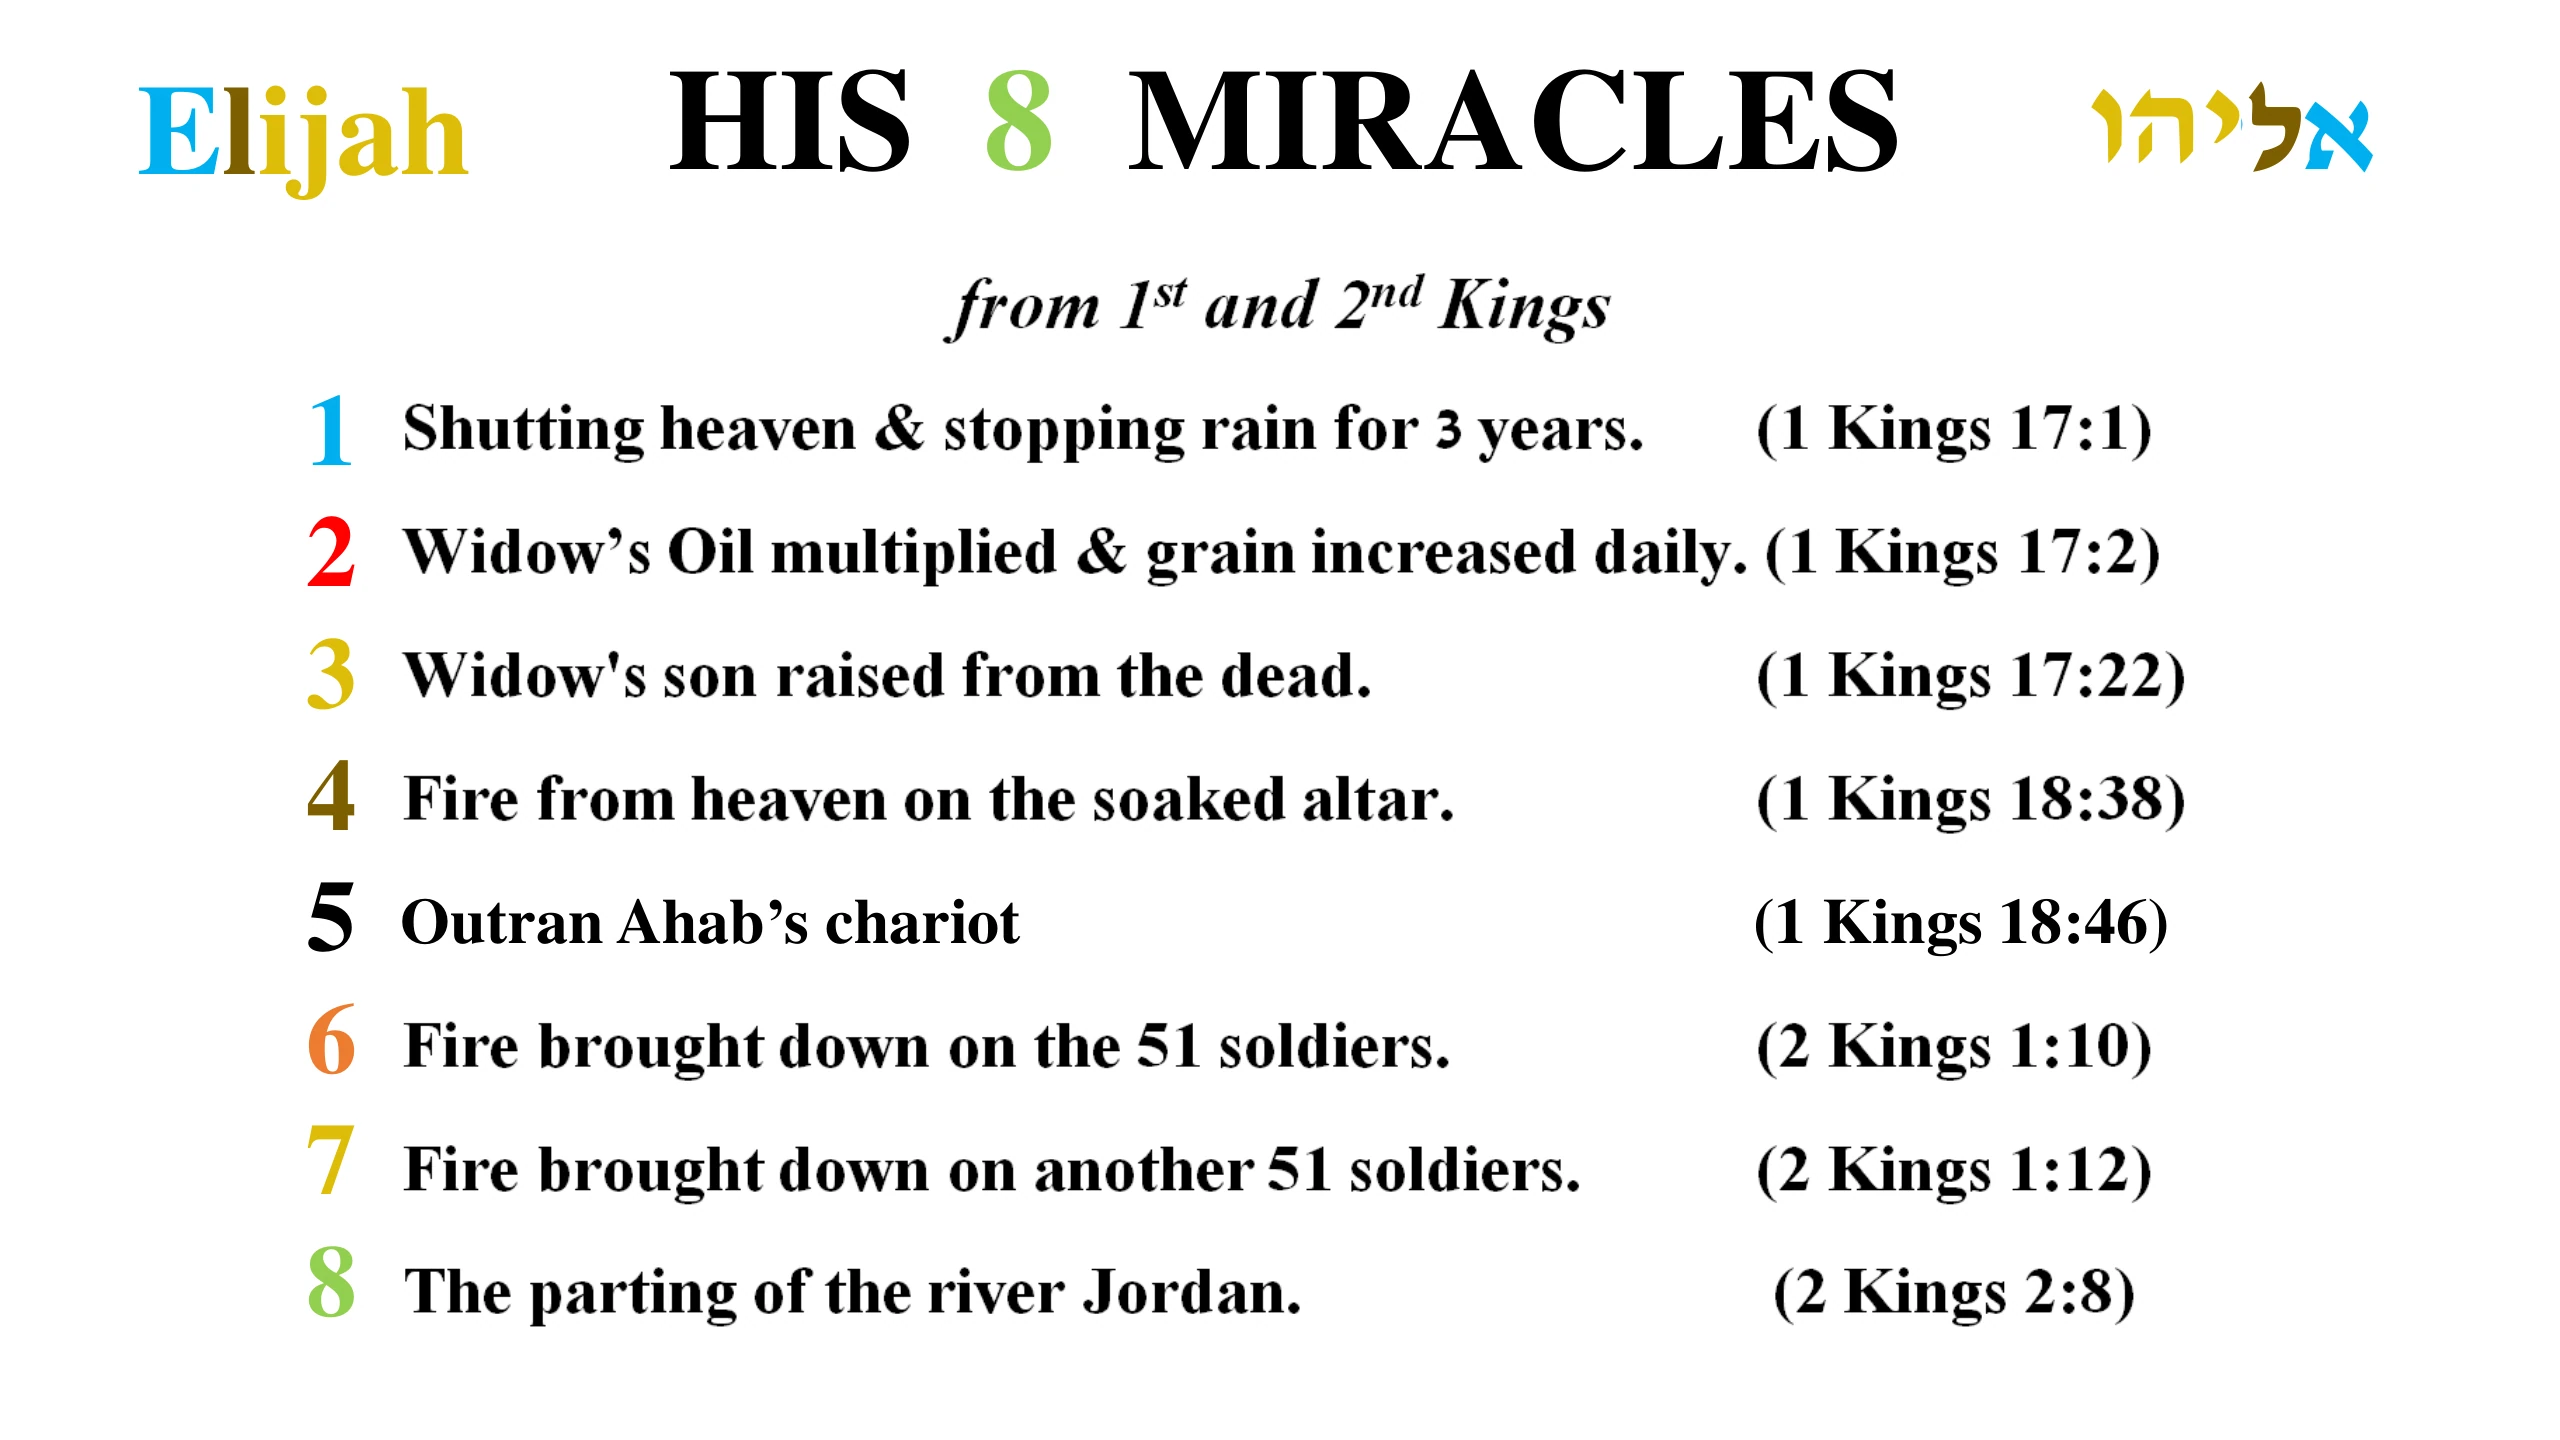 Elijah HIS 8 MIRACLES אליהו
from 1st and 2nd Kings
1 Shutting heaven & stopping rain for 3 years. (1 Kings 17:1)
2 Widow’s Oil multiplied & grain increased daily. (1 Kings 17:2)
3 Widow's son raised from the dead. (1 Kings 17:22)
4 Fire from heaven on the soaked altar. (1 Kings 18:38)
5 Outran Ahab’s chariot (1 Kings 18:46)
6 Fire brought down on the 51 soldiers. (2 Kings 1:10)
7 Fire brought down on another 51 soldiers. (2 Kings 1:12)
8 The parting of the river Jordan. (2 Kings 2:8)